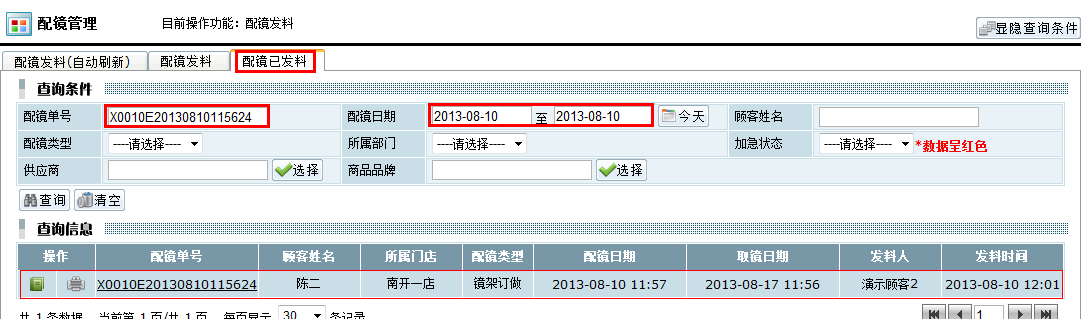 配镜管理 目前操作功能：配镜发料 显隐查询条件
配镜发料(自动刷新) 配镜发料 配镜已发料
查询条件
配镜单号 X0010E20130810115624 配镜日期 2013-08-10 至 2013-08-10 今天 顾客姓名
配镜类型 ----请选择---- 所属部门 ----请选择---- 加急状态 ----请选择---- *数据呈红色
供应商 选择 商品品牌 选择
查询 清空
查询信息
操作 配镜单号 顾客姓名 所属门店 配镜类型 配镜日期 取镜日期 发料人 发料时间
X0010E20130810115624 陈二 南开一店 镜架订做 2013-08-10 11:57 2013-08-17 11:56 演示顾客2 2013-08-10 12:01
共 1 条数据 当前第 1 页/共 1 页 每页显示 30 条记录 1